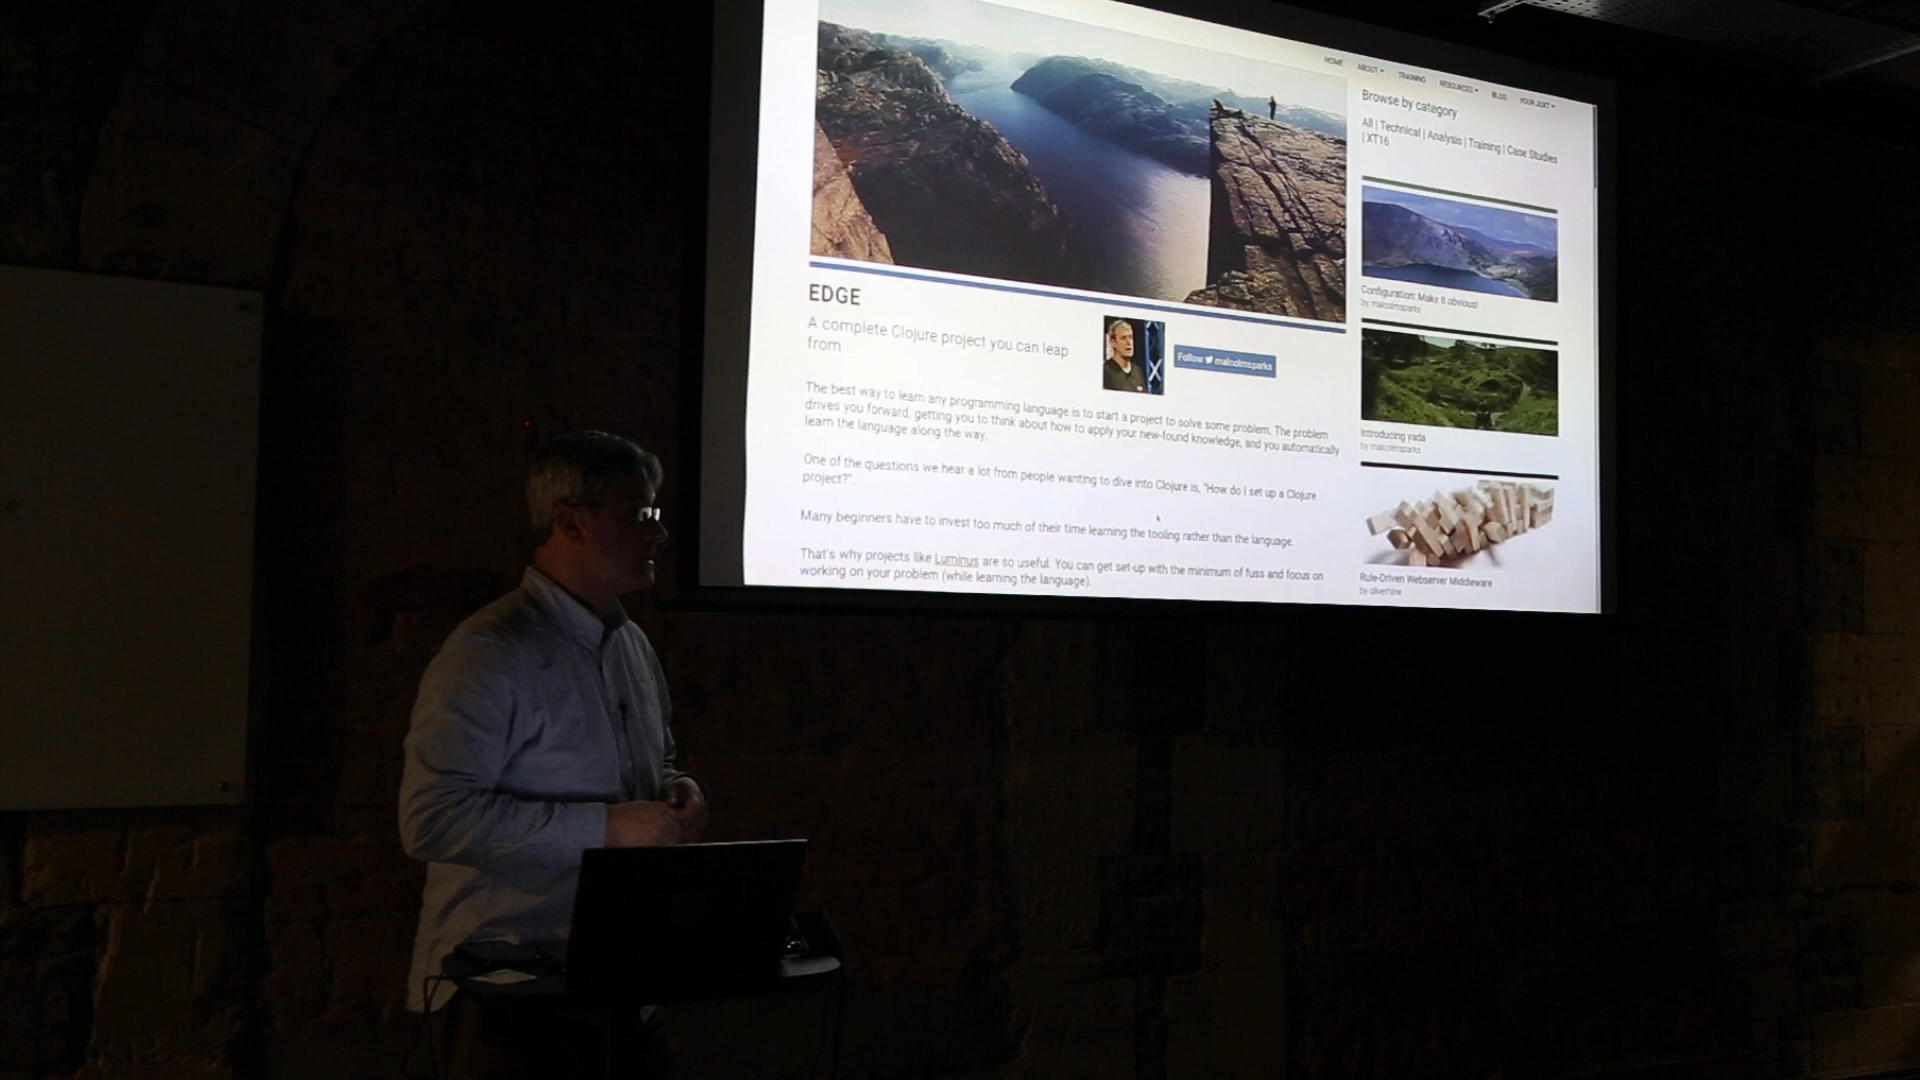 HOME ABOUT TRAINING RESOURCES BLOG YOUR JUXT
EDGE
A complete Clojure project you can leap
from
Follow malcolmsparks
The best way to learn any programming language is to start a project to solve some problem. The problem
drives you forward, getting you to think about how to apply your new-found knowledge, and you automatically
learn the language along the way.
One of the questions we hear a lot from people wanting to dive into Clojure is, "How do I set up a Clojure
project?".
Many beginners have to invest too much of their time learning the tooling rather than the language.
That's why projects like Luminus are so useful. You can get set-up with the minimum of fuss and focus on
working on your problem (while learning the language).
Browse by category
All | Technical | Analysis | Training | Case Studies
| XT16
Configuration: Make it obvious!
by malcolmsparks
Introducing yada
by malcolmsparks
Rule-Driven Webserver Middleware
by oliverhine